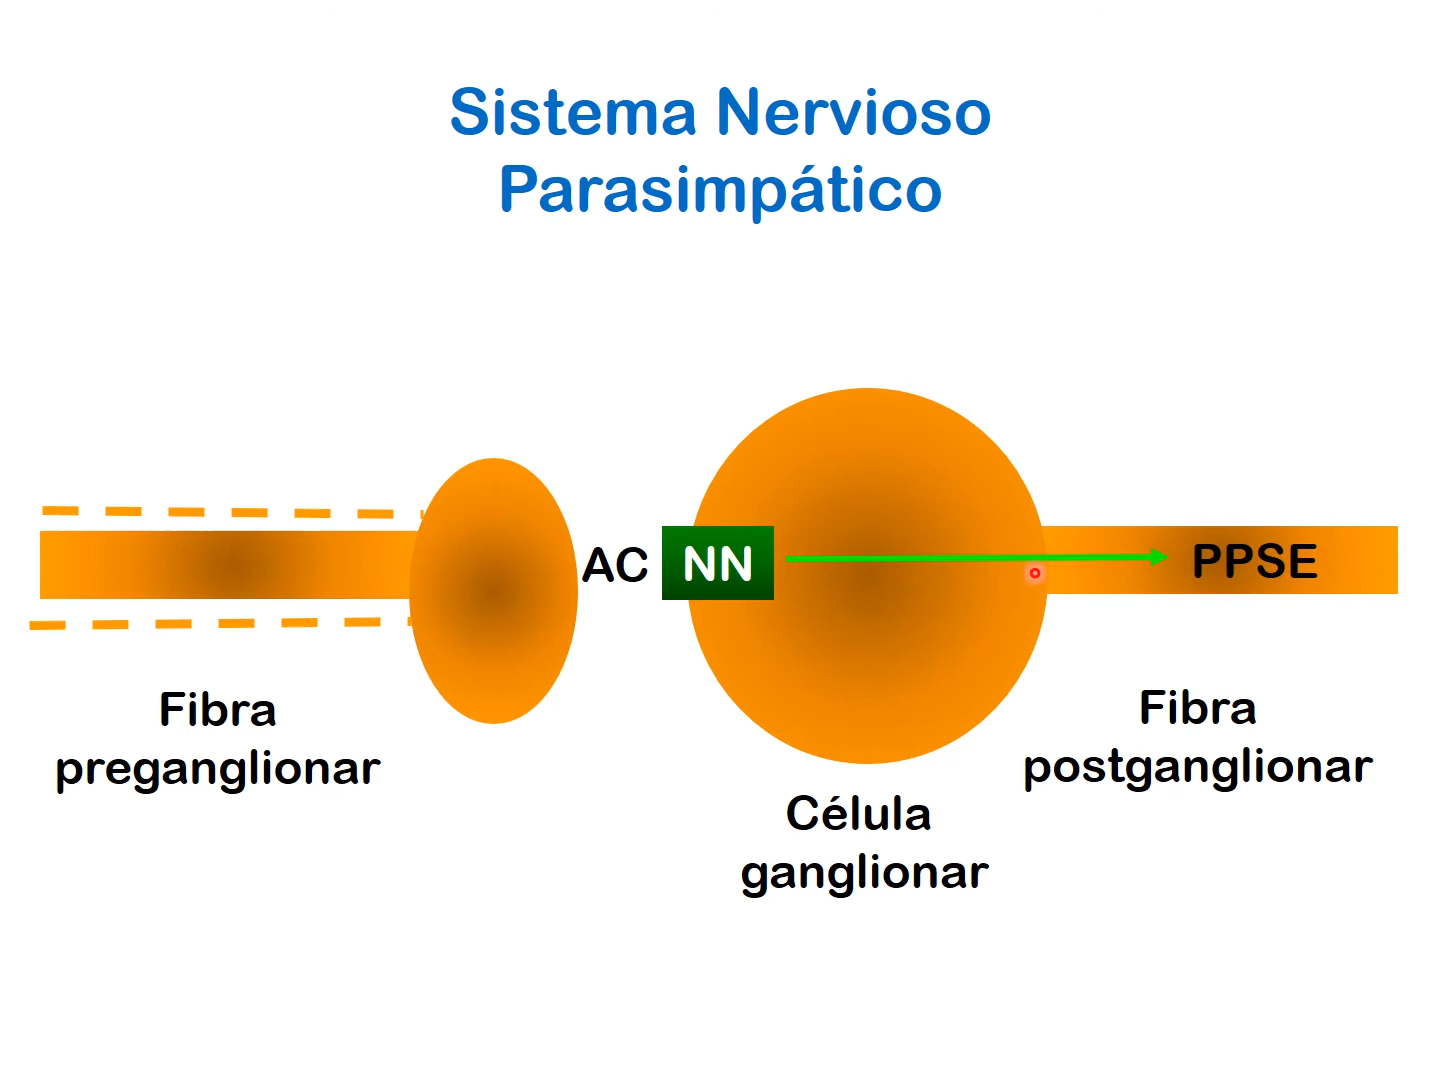 Sistema Nervioso
Parasimpático
AC
NN
PPSE
Fibra
preganglionar
Célula
ganglionar
Fibra
postganglionar